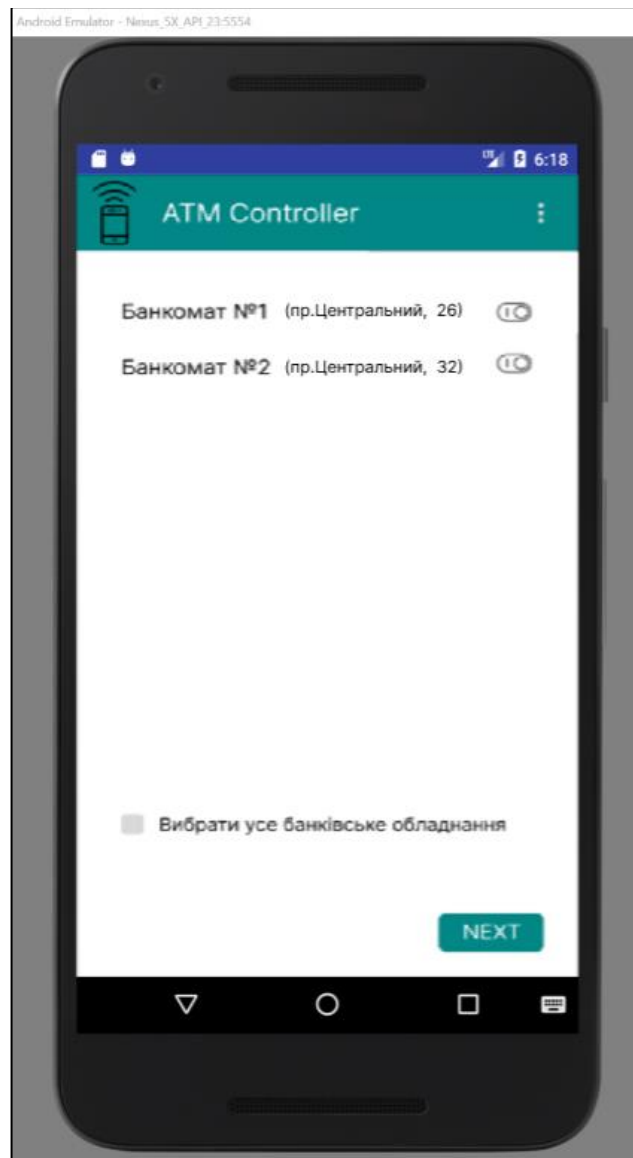 Android Emulator - Nexus_5X_API_23:5554
LTE 6:18
ATM Controller
Банкомат №1 (пр.Центральний, 26)
Банкомат №2 (пр.Центральний, 32)
Вибрати усе банківське обладнання
NEXT